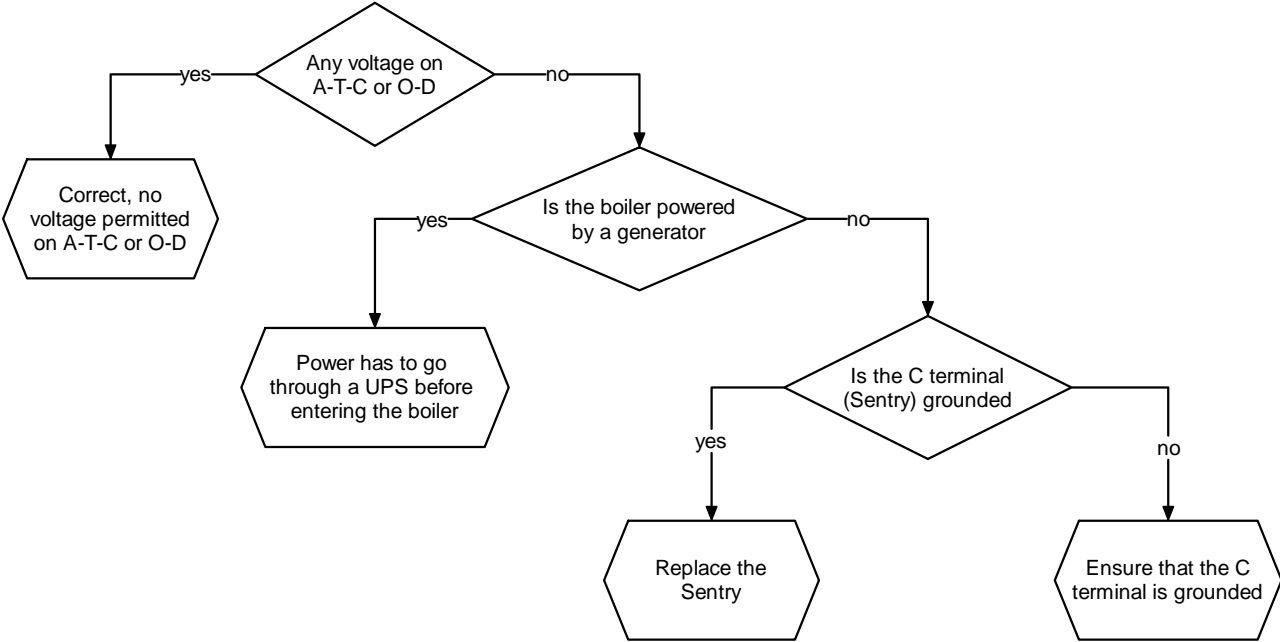 Any voltage on
A-T-C or O-D
yes
no
Correct, no
voltage permitted
on A-T-C or O-D
Is the boiler powered
by a generator
yes
no
Power has to go
through a UPS before
entering the boiler
Is the C terminal
(Sentry) grounded
yes
no
Replace the
Sentry
Ensure that the C
terminal is grounded